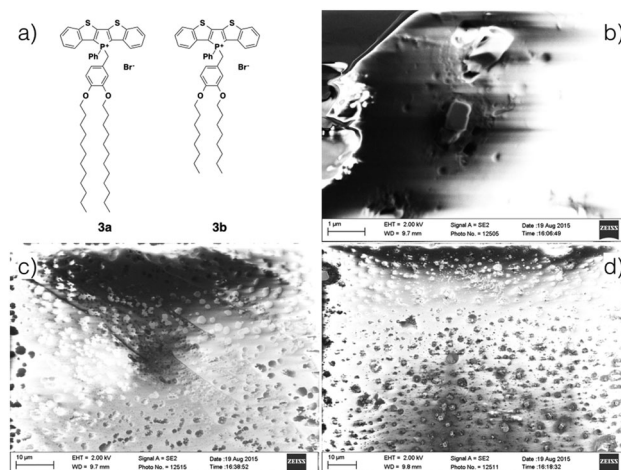 a)
S S
P+
Ph
Br-
O O
3a
S S
P+
Ph
Br-
O O
3b
b)
1 µm
EHT = 2.00 kV Signal A = SE2 Date :19 Aug 2015
WD = 9.7 mm Photo No. = 12505 Time :16:06:49
ZEISS
c)
10 µm
EHT = 2.00 kV Signal A = SE2 Date :19 Aug 2015
WD = 9.7 mm Photo No. = 12515 Time :16:38:52
ZEISS
d)
10 µm
EHT = 2.00 kV Signal A = SE2 Date :19 Aug 2015
WD = 9.8 mm Photo No. = 12511 Time :16:18:32
ZEISS